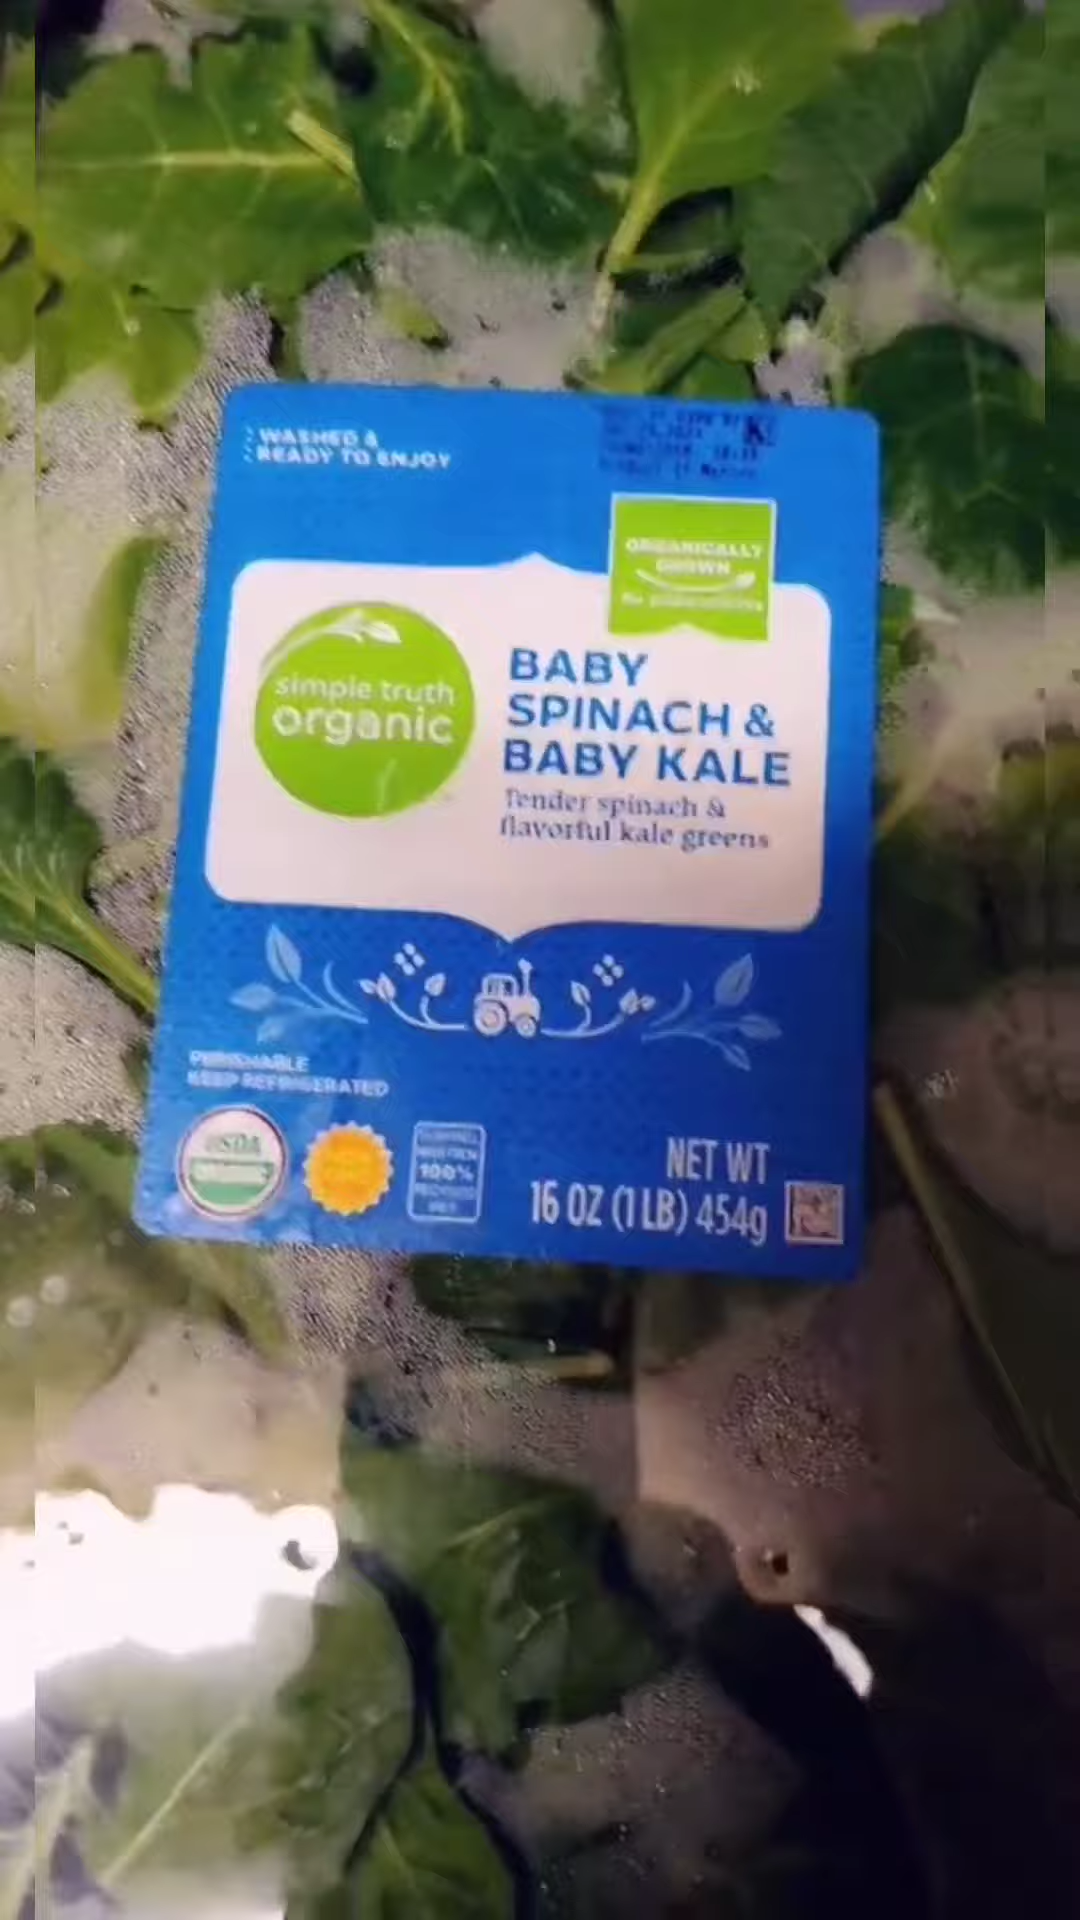 WASHED &
READY TO ENJOY
ORGANICALLY
GROWN
simple truth
organic
BABY
SPINACH &
BABY KALE
Tender spinach &
flavorful kale greens
PERISHABLE
KEEP REFRIGERATED
USDA
ORGANIC
100%
NET WT
16 OZ (1 LB) 454g